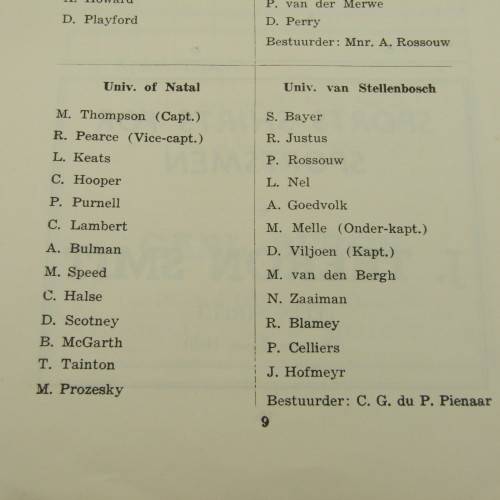 A. Howard
D. Playford
P. van der Merwe
D. Perry
Bestuurder: Mnr. A. Rossouw
Univ. of Natal
M. Thompson (Capt.)
R. Pearce (Vice-capt.)
L. Keats
C. Hooper
P. Purnell
C. Lambert
A. Bulman
M. Speed
C. Halse
D. Scotney
B. McGarth
T. Tainton
M. Prozesky
Univ. van Stellenbosch
S. Bayer
R. Justus
P. Rossouw
L. Nel
A. Goedvolk
M. Melle (Onder-kapt.)
D. Viljoen (Kapt.)
M. van den Bergh
N. Zaaiman
R. Blamey
P. Celliers
J. Hofmeyr
Bestuurder: C. G. du P. Pienaar
9